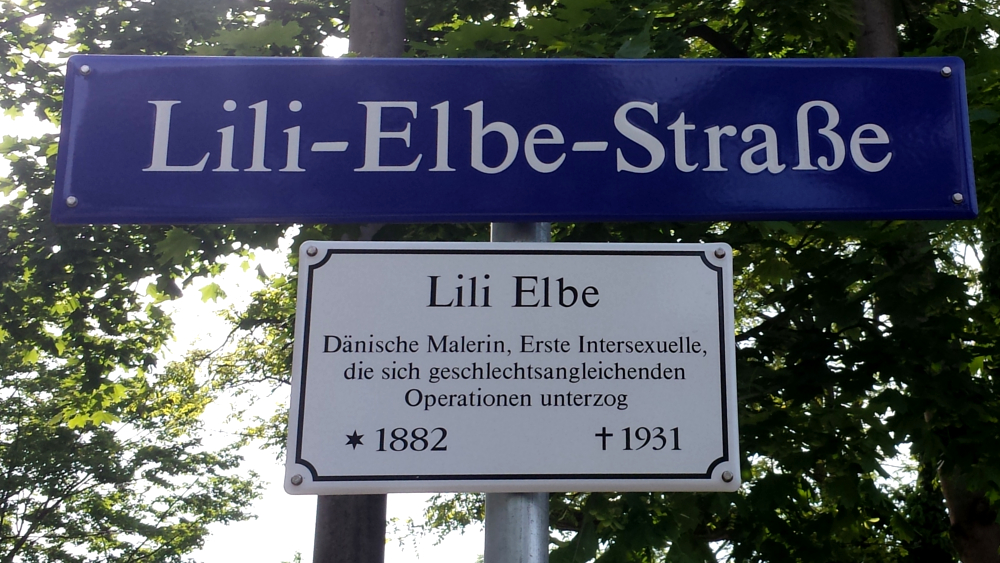 Lili-Elbe-Straße
Lili Elbe
Dänische Malerin, Erste Intersexuelle,
die sich geschlechtsangleichenden
Operationen unterzog
✶ 1882 † 1931